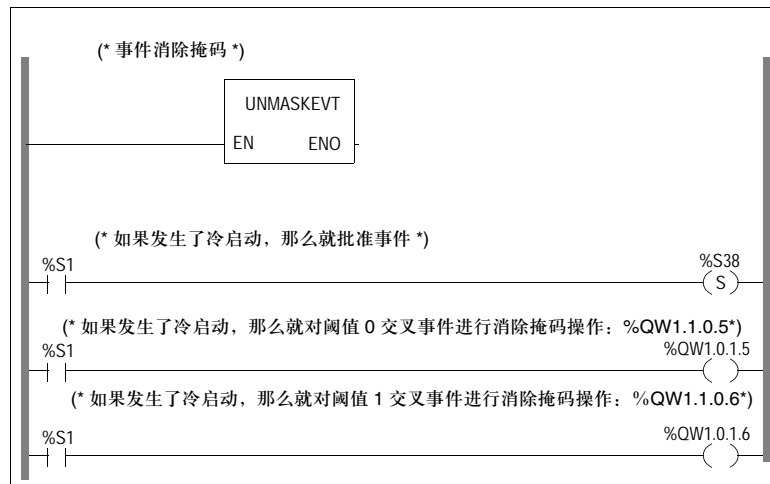 (* 事件消除掩码 *)
UNMASKEVT
EN ENO
(* 如果发生了冷启动，那么就批准事件 *)
%S1 %S38
S
(* 如果发生了冷启动，那么就对阈值 0 交叉事件进行消除掩码操作：%QW1.1.0.5*)
%S1 %QW1.0.1.5
(* 如果发生了冷启动，那么就对阈值 1 交叉事件进行消除掩码操作：%QW1.1.0.6*)
%S1 %QW1.0.1.6